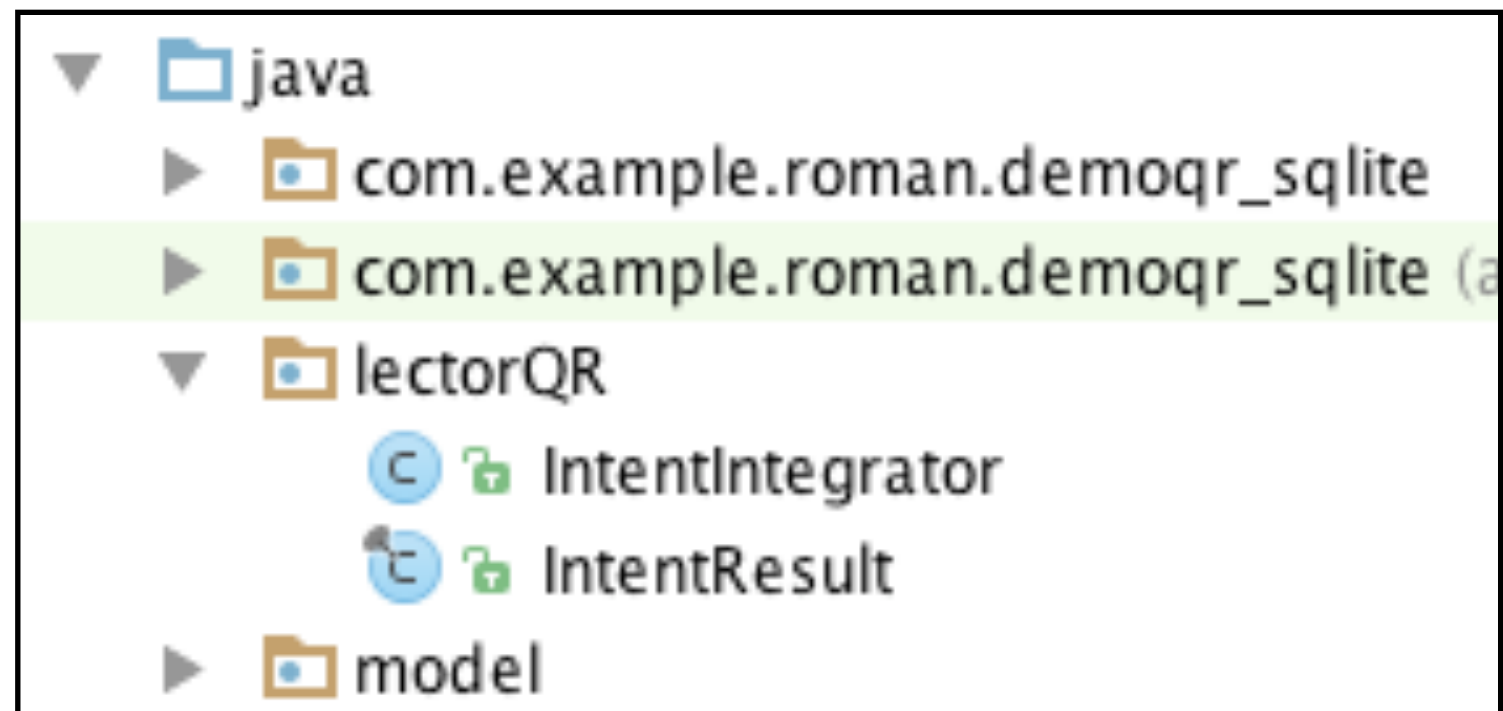 java
com.example.roman.demoqr_sqlite
com.example.roman.demoqr_sqlite (a
lectorQR
C IntentIntegrator
C IntentResult
model